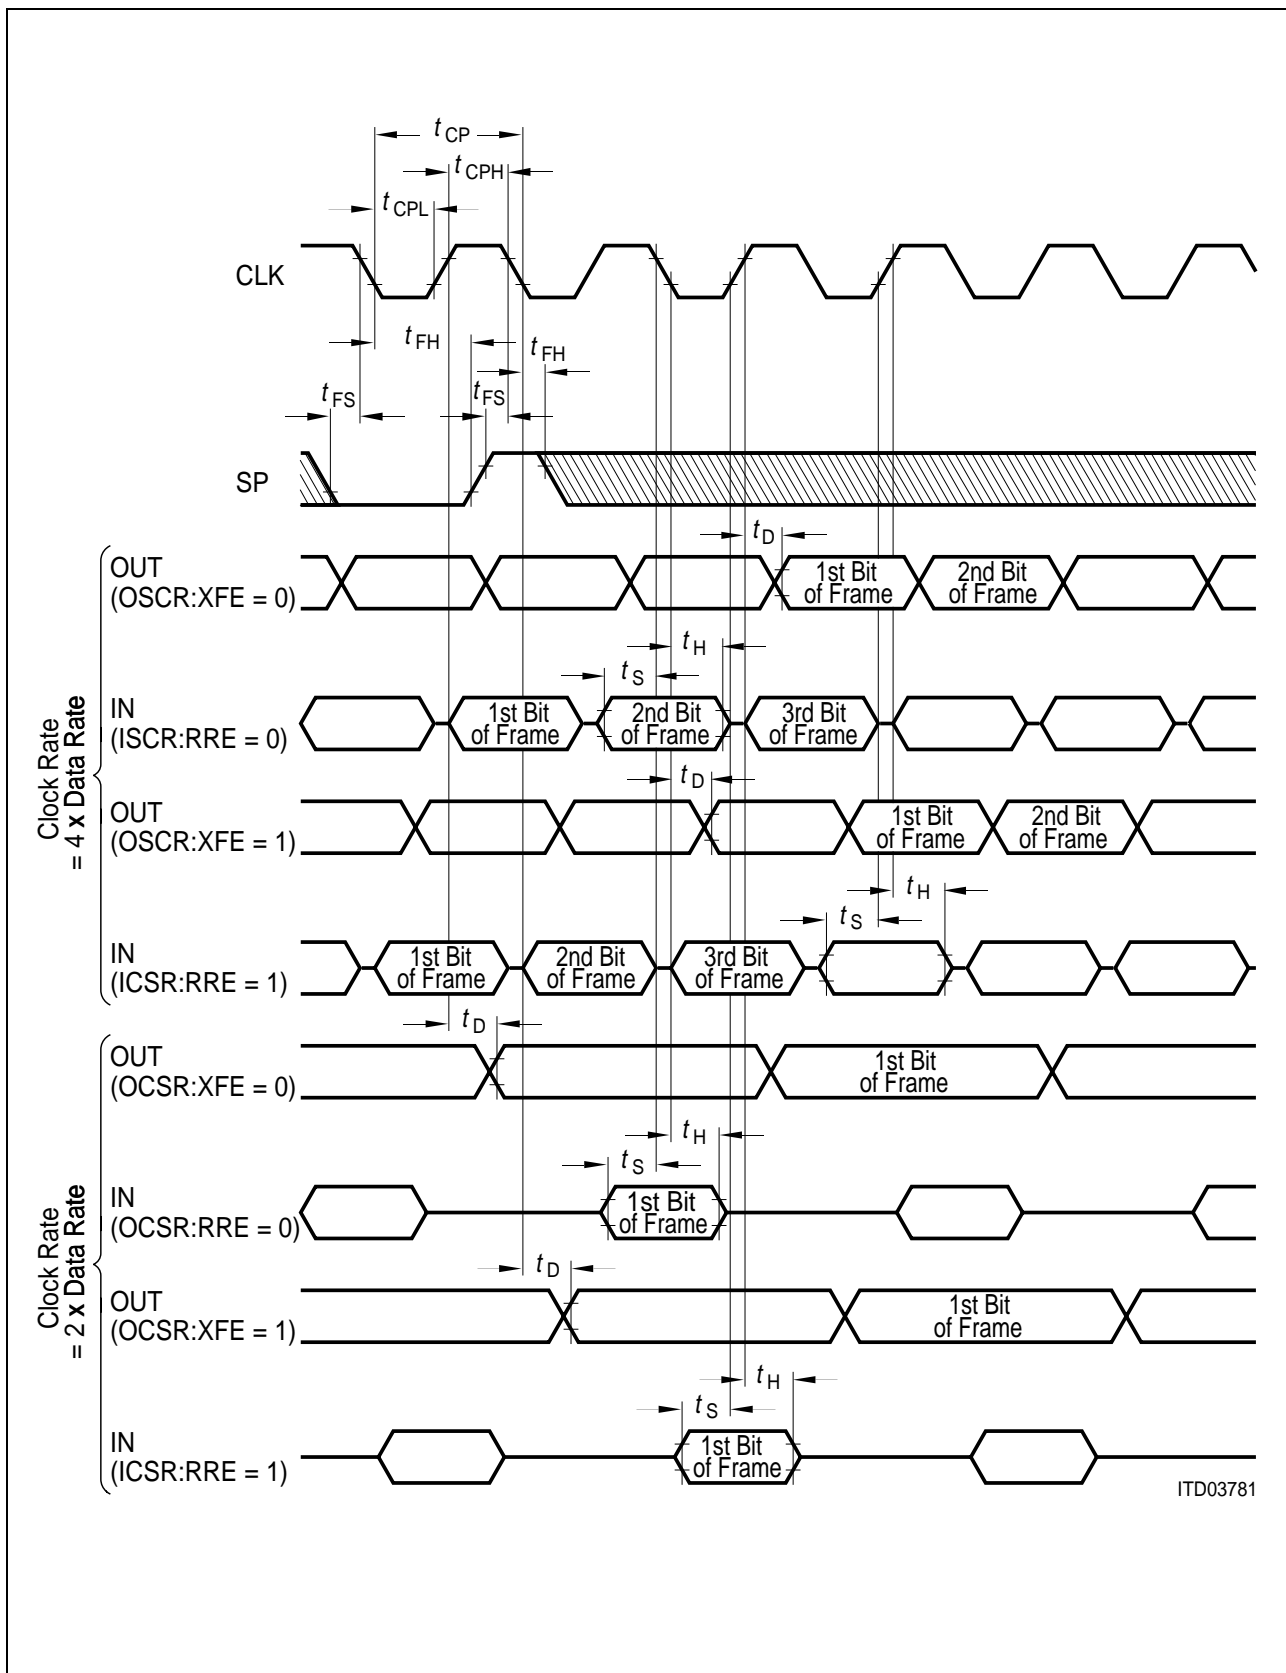 t CP
t CPH
t CPL
CLK
t FH
t FH
t FS
t FS
SP
t D
OUT
(OSCR:XFE = 0)
1st Bit
of Frame
2nd Bit
of Frame
t H
t S
IN
(ISCR:RRE = 0)
1st Bit
of Frame
2nd Bit
of Frame
3rd Bit
of Frame
Clock Rate
= 4 x Data Rate
t D
OUT
(OSCR:XFE = 1)
1st Bit
of Frame
2nd Bit
of Frame
t H
t S
IN
(ICSR:RRE = 1)
1st Bit
of Frame
2nd Bit
of Frame
3rd Bit
of Frame
t D
OUT
(OCSR:XFE = 0)
1st Bit
of Frame
t H
t S
IN
(OCSR:RRE = 0)
1st Bit
of Frame
Clock Rate
= 2 x Data Rate
t D
OUT
(OCSR:XFE = 1)
1st Bit
of Frame
t H
t S
IN
(ICSR:RRE = 1)
1st Bit
of Frame
ITD03781